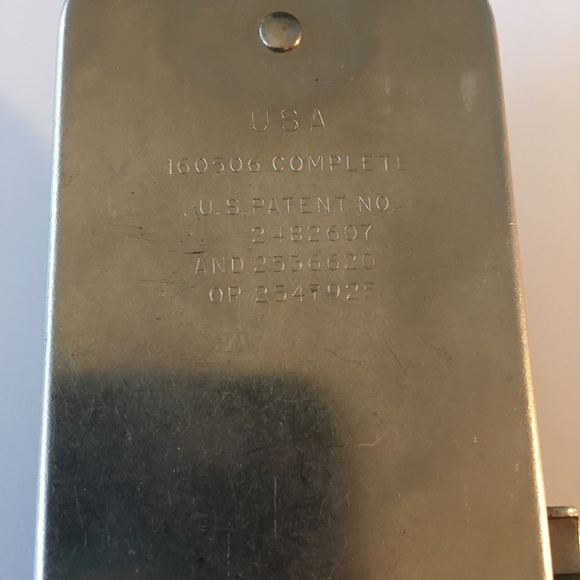 USA
160506 COMPLETE
U.S. PATENT NO.
2482607
AND 2536620
OR